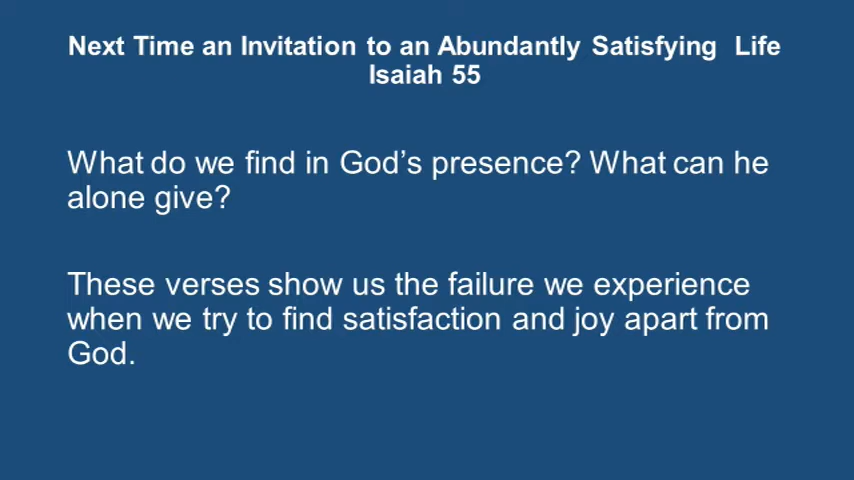 Next Time an Invitation to an Abundantly Satisfying Life
Isaiah 55
What do we find in God’s presence? What can he
alone give?
These verses show us the failure we experience
when we try to find satisfaction and joy apart from
God.